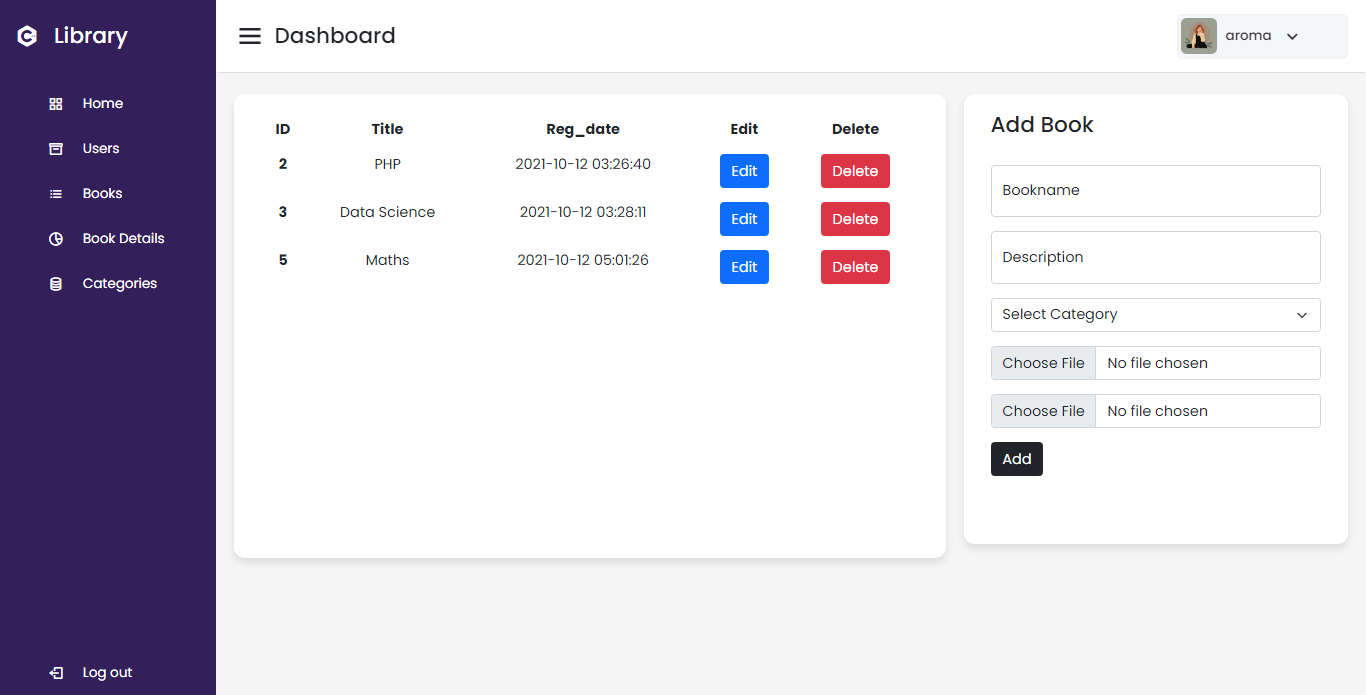 Library
Home
Users
Books
Book Details
Categories
Log out
Dashboard
aroma
ID Title Reg_date Edit Delete
2 PHP 2021-10-12 03:26:40 Edit Delete
3 Data Science 2021-10-12 03:28:11 Edit Delete
5 Maths 2021-10-12 05:01:26 Edit Delete
Add Book
Bookname
Description
Select Category
Choose File No file chosen
Choose File No file chosen
Add